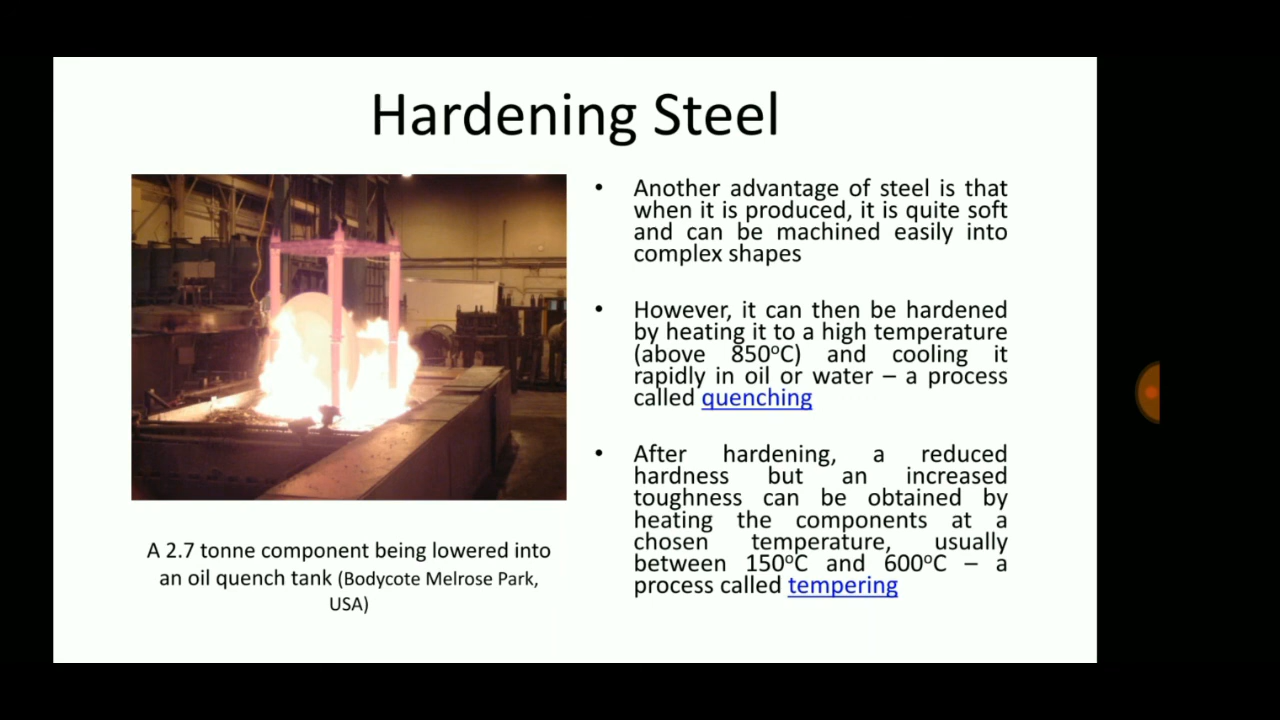 Hardening Steel
• Another advantage of steel is that
when it is produced, it is quite soft
and can be machined easily into
complex shapes
• However, it can then be hardened
by heating it to a high temperature
(above 850ºC) and cooling it
rapidly in oil or water – a process
called quenching
• After hardening, a reduced
hardness but an increased
toughness can be obtained by
heating the components at a
chosen temperature, usually
between 150ºC and 600ºC – a
process called tempering
A 2.7 tonne component being lowered into
an oil quench tank (Bodycote Melrose Park,
USA)